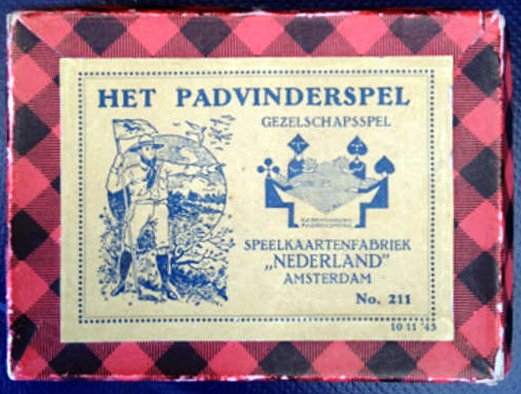 HET PADVINDERSPEL
GEZELSCHAPSSPEL
SPEELKAARTENFABRIEK
„NEDERLAND"
AMSTERDAM
No. 211
10 11 '45